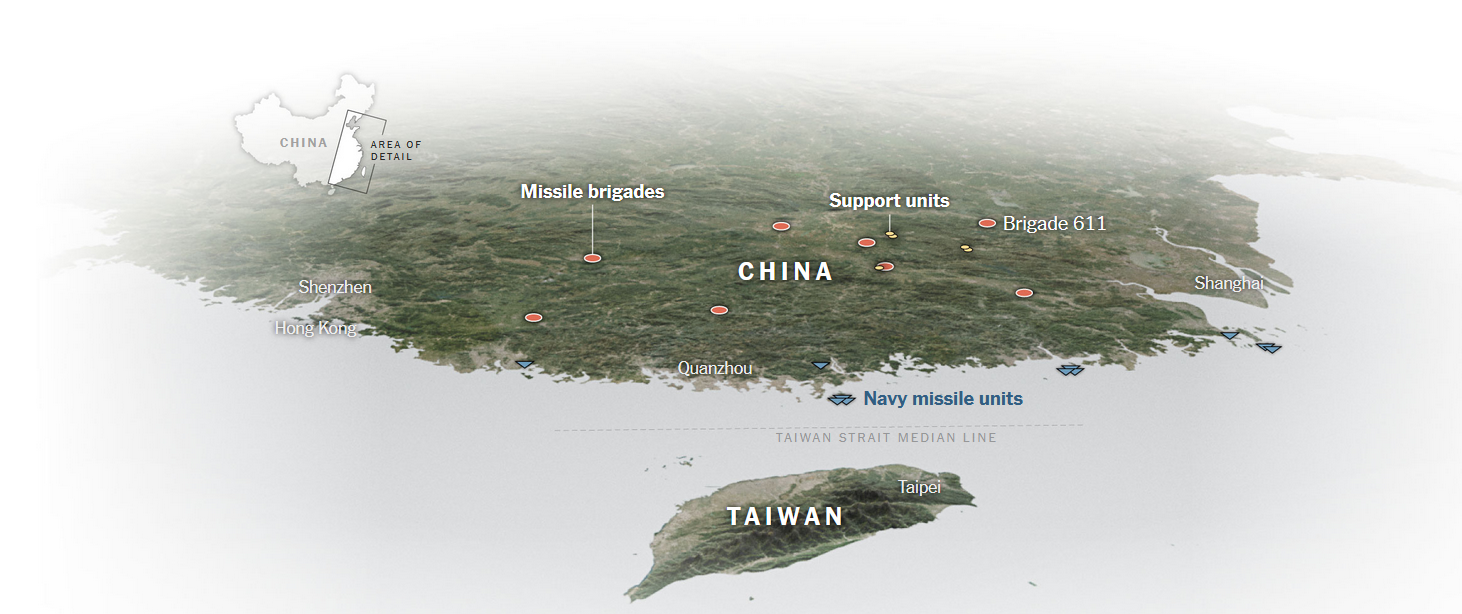 CHINA
AREA OF
DETAIL
Missile brigades
Support units
Brigade 611
CHINA
Shenzhen
Shanghai
Hong Kong
Quanzhou
Navy missile units
TAIWAN STRAIT MEDIAN LINE
Taipei
TAIWAN